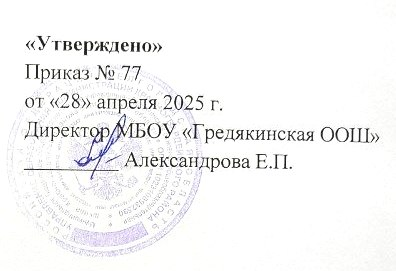 «Утверждено»
Приказ № 77,
от «28» апреля 2025 г.
Директор МБОУ «Гредякинская ООШ»
__________ Александрова Е.П.